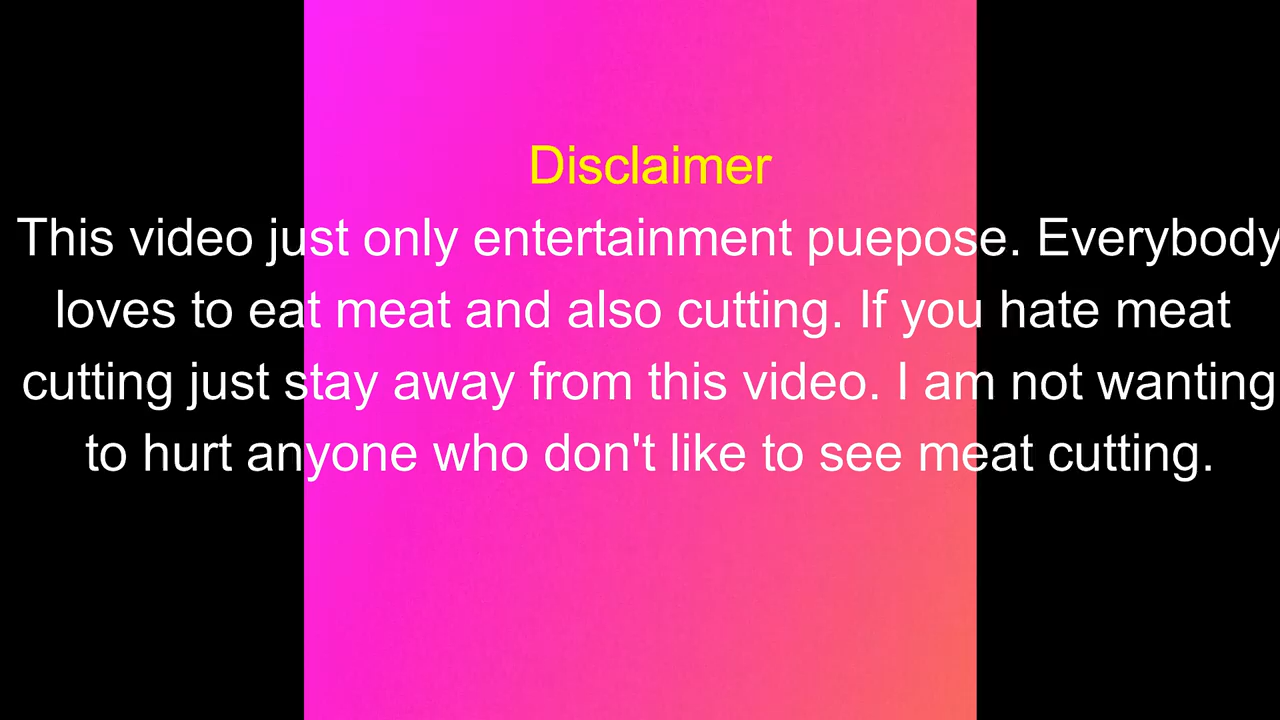 Disclaimer
This video just only entertainment puepose. Everybody
loves to eat meat and also cutting. If you hate meat
cutting just stay away from this video. I am not wanting
to hurt anyone who don't like to see meat cutting.